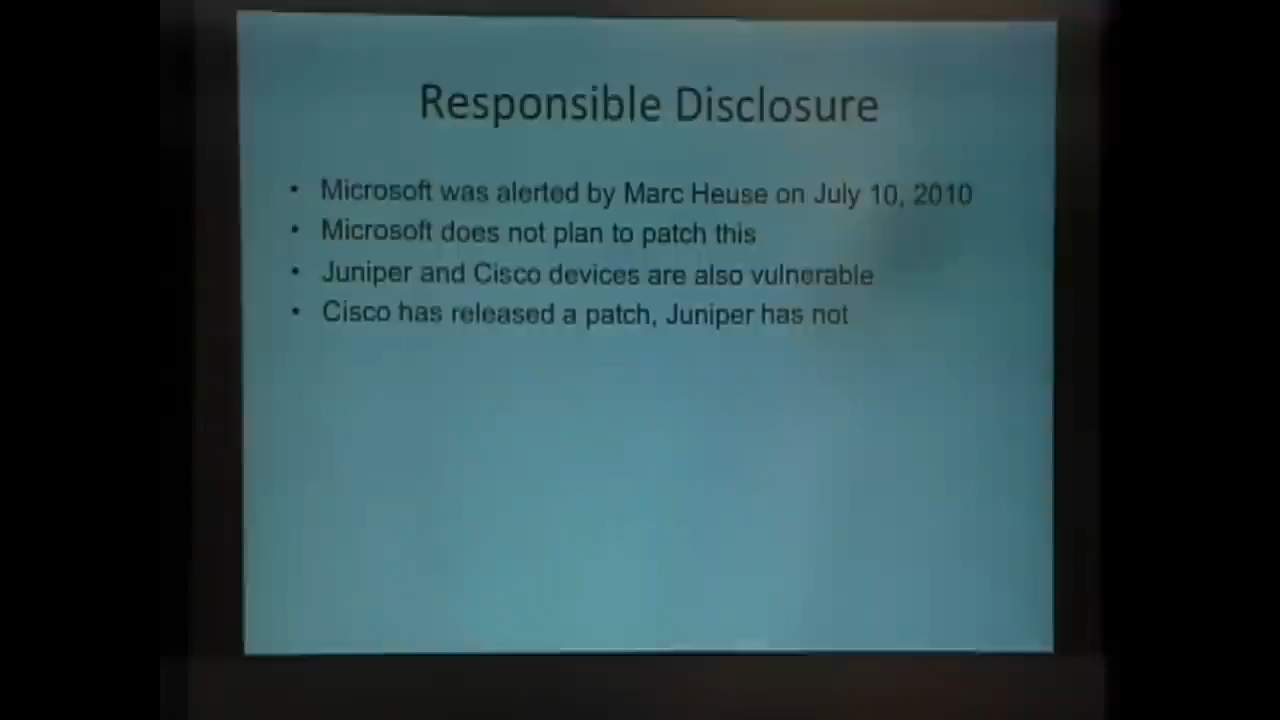 Responsible Disclosure
• Microsoft was alerted by Marc Heuse on July 10, 2010
• Microsoft does not plan to patch this
• Juniper and Cisco devices are also vulnerable
• Cisco has released a patch, Juniper has not